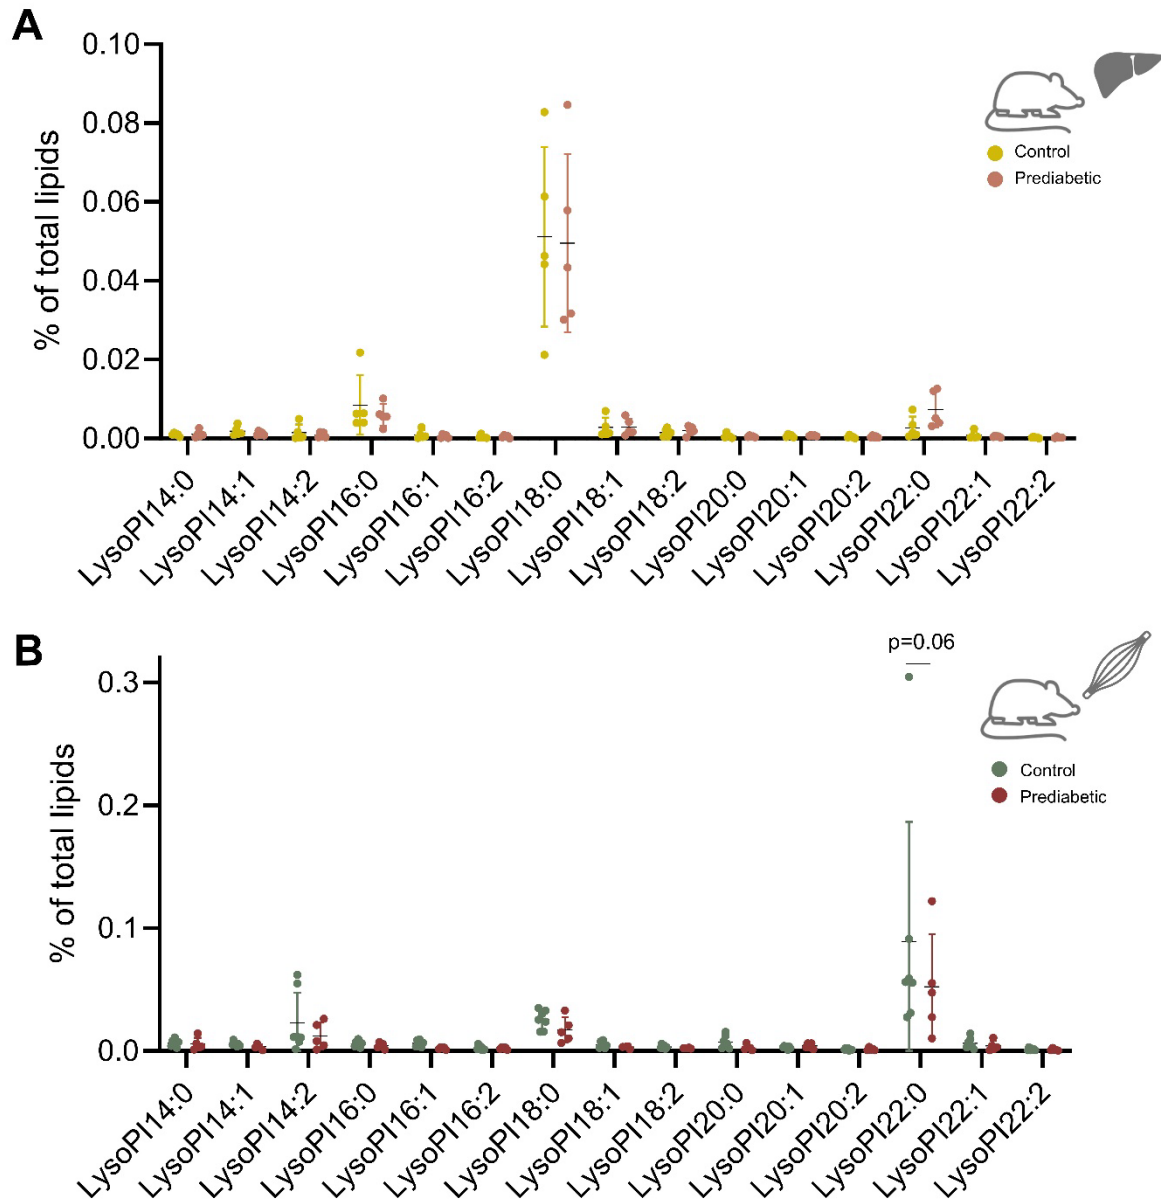 A
% of total lipids
0.10
0.08
0.06
0.04
0.02
0.00
Control
Prediabetic
LysoPI14:0
LysoPI14:1
LysoPI14:2
LysoPI16:0
LysoPI16:1
LysoPI16:2
LysoPI18:0
LysoPI18:1
LysoPI18:2
LysoPI20:0
LysoPI20:1
LysoPI20:2
LysoPI22:0
LysoPI22:1
LysoPI22:2
B
% of total lipids
0.3
0.2
0.1
0.0
p=0.06
Control
Prediabetic
LysoPI14:0
LysoPI14:1
LysoPI14:2
LysoPI16:0
LysoPI16:1
LysoPI16:2
LysoPI18:0
LysoPI18:1
LysoPI18:2
LysoPI20:0
LysoPI20:1
LysoPI20:2
LysoPI22:0
LysoPI22:1
LysoPI22:2